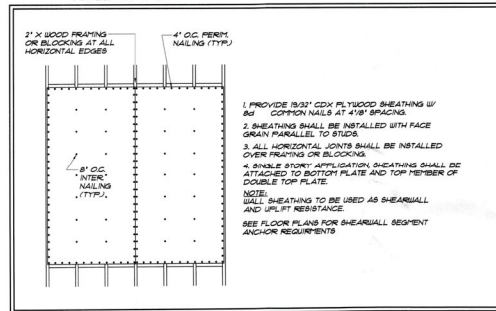 2" X WOOD FRAMING
OR BLOCKING AT ALL
HORIZONTAL EDGES
4" O.C. PERIM.
NAILING (TYP.)
8" O.C.
INTER.
NAILING
(TYP.).
1. PROVIDE 15/32" CDX PLYWOOD SHEATHING W/
8d COMMON NAILS AT 4"/8" SPACING.
2. SHEATHING SHALL BE INSTALLED WITH FACE
GRAIN PARALLEL TO STUDS.
3. ALL HORIZONTAL JOINTS SHALL BE INSTALLED
OVER FRAMING OR BLOCKING.
4. SINGLE STORY APPLICATION, SHEATHING SHALL BE
ATTACHED TO BOTTOM PLATE AND TOP MEMBER OF
DOUBLE TOP PLATE.
NOTE:
WALL SHEATHING TO BE USED AS SHEARWALL
AND UPLIFT RESISTANCE.
SEE FLOOR PLANS FOR SHEARWALL SEGMENT
ANCHOR REQUIRMENTS